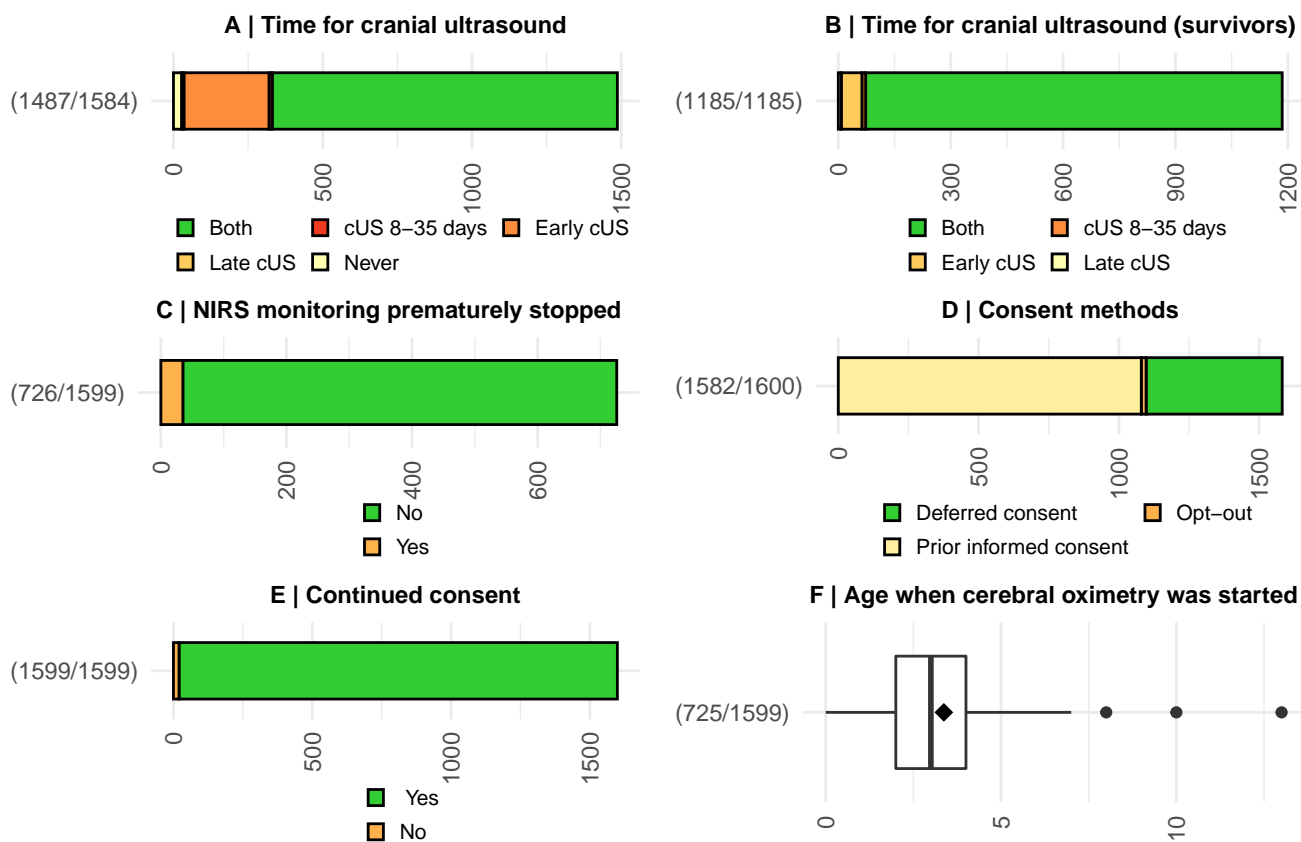 A | Time for cranial ultrasound
(1487/1584)
0
500
1000
1500
Both
cUS 8−35 days
Early cUS
Late cUS
Never
B | Time for cranial ultrasound (survivors)
(1185/1185)
0
300
600
900
1200
Both
cUS 8−35 days
Early cUS
Late cUS
C | NIRS monitoring prematurely stopped
(726/1599)
0
200
400
600
No
Yes
D | Consent methods
(1582/1600)
0
500
1000
1500
Deferred consent
Opt−out
Prior informed consent
E | Continued consent
(1599/1599)
0
500
1000
1500
Yes
No
F | Age when cerebral oximetry was started
(725/1599)
0
5
10